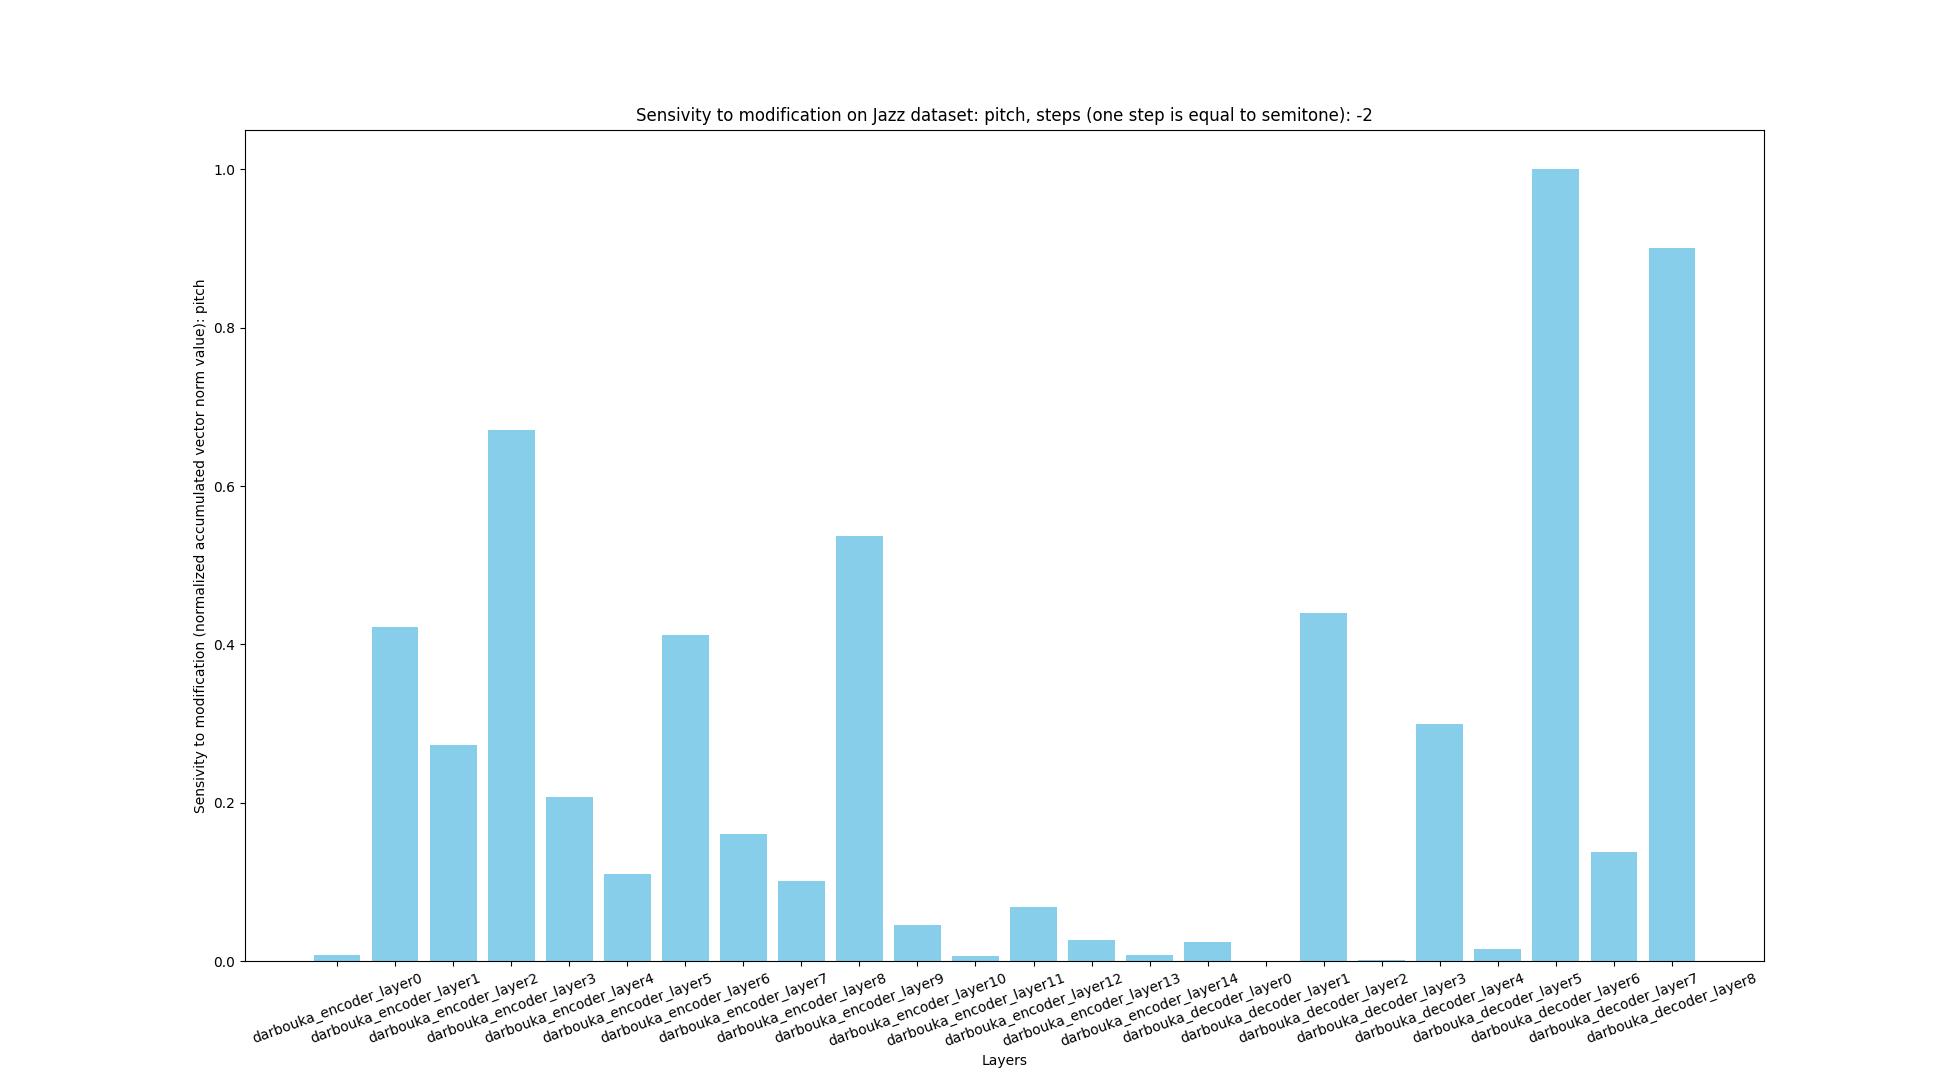 Sensivity to modification on Jazz dataset: pitch, steps (one step is equal to semitone): -2
Sensivity to modification (normalized accumulated vector norm value): pitch
1.0
0.8
0.6
0.4
0.2
0.0
darbouka_encoder_layer0
darbouka_encoder_layer1
darbouka_encoder_layer2
darbouka_encoder_layer3
darbouka_encoder_layer4
darbouka_encoder_layer5
darbouka_encoder_layer6
darbouka_encoder_layer7
darbouka_encoder_layer8
darbouka_encoder_layer9
darbouka_encoder_layer10
darbouka_encoder_layer11
darbouka_encoder_layer12
darbouka_encoder_layer13
darbouka_encoder_layer14
darbouka_decoder_layer0
darbouka_decoder_layer1
darbouka_decoder_layer2
darbouka_decoder_layer3
darbouka_decoder_layer4
darbouka_decoder_layer5
darbouka_decoder_layer6
darbouka_decoder_layer7
darbouka_decoder_layer8
Layers